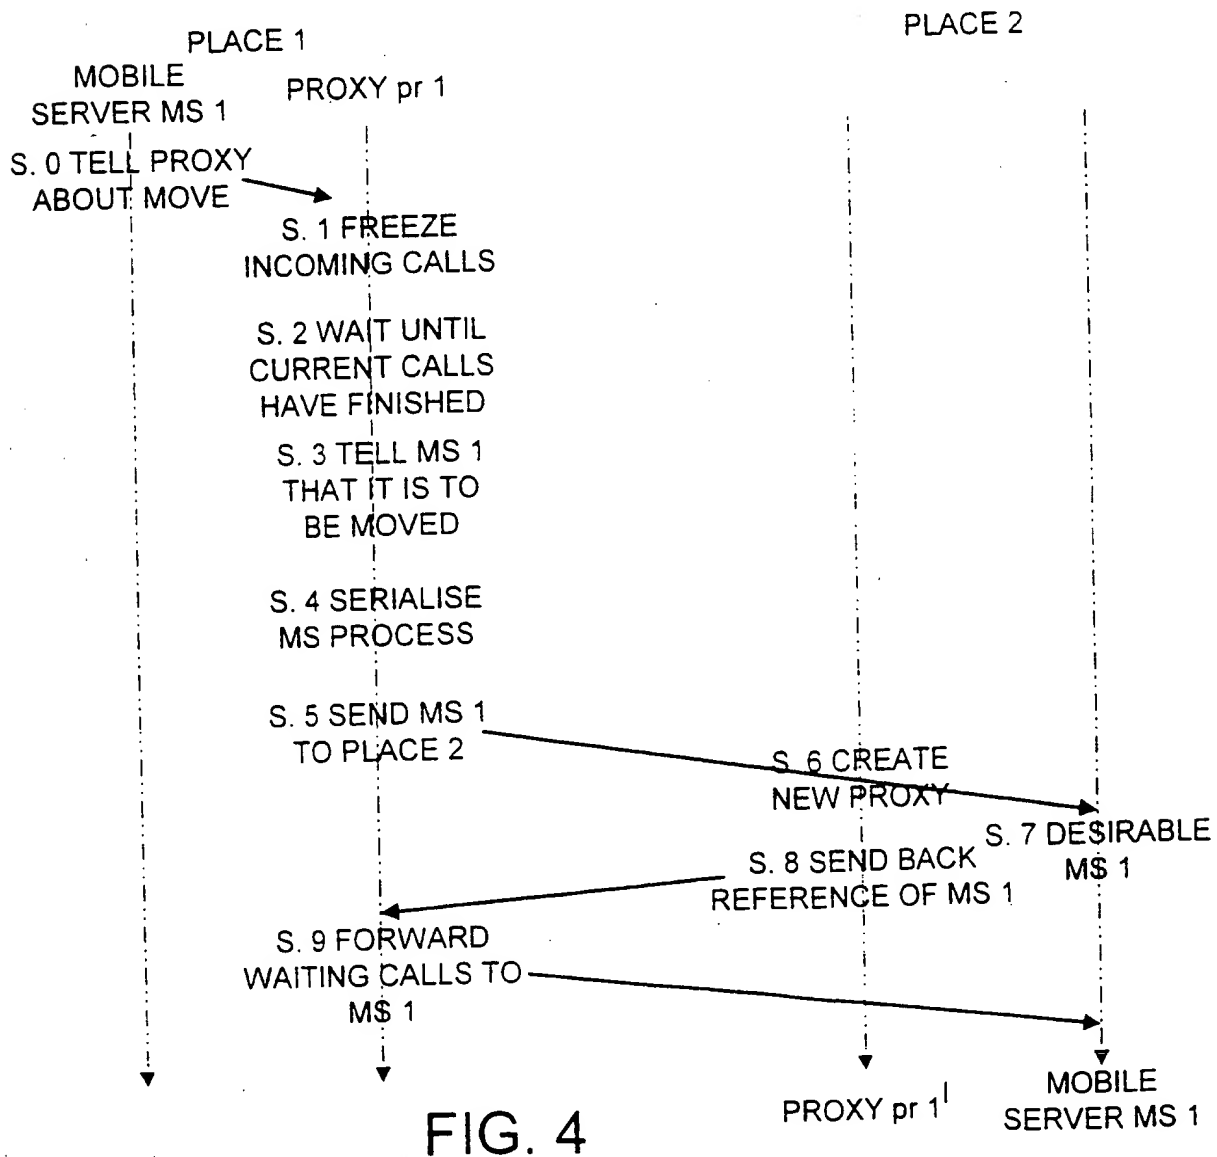 PLACE 1
PLACE 2
MOBILE
SERVER MS 1
PROXY pr 1
S. 0 TELL PROXY
ABOUT MOVE
S. 1 FREEZE
INCOMING CALLS
S. 2 WAIT UNTIL
CURRENT CALLS
HAVE FINISHED
S. 3 TELL MS 1
THAT IT IS TO
BE MOVED
S. 4 SERIALISE
MS PROCESS
S. 5 SEND MS 1
TO PLACE 2
S. 6 CREATE
NEW PROXY
S. 7 DESIRABLE
MS 1
S. 8 SEND BACK
REFERENCE OF MS 1
S. 9 FORWARD
WAITING CALLS TO
MS 1
PROXY pr 1|
MOBILE
SERVER MS 1
FIG. 4